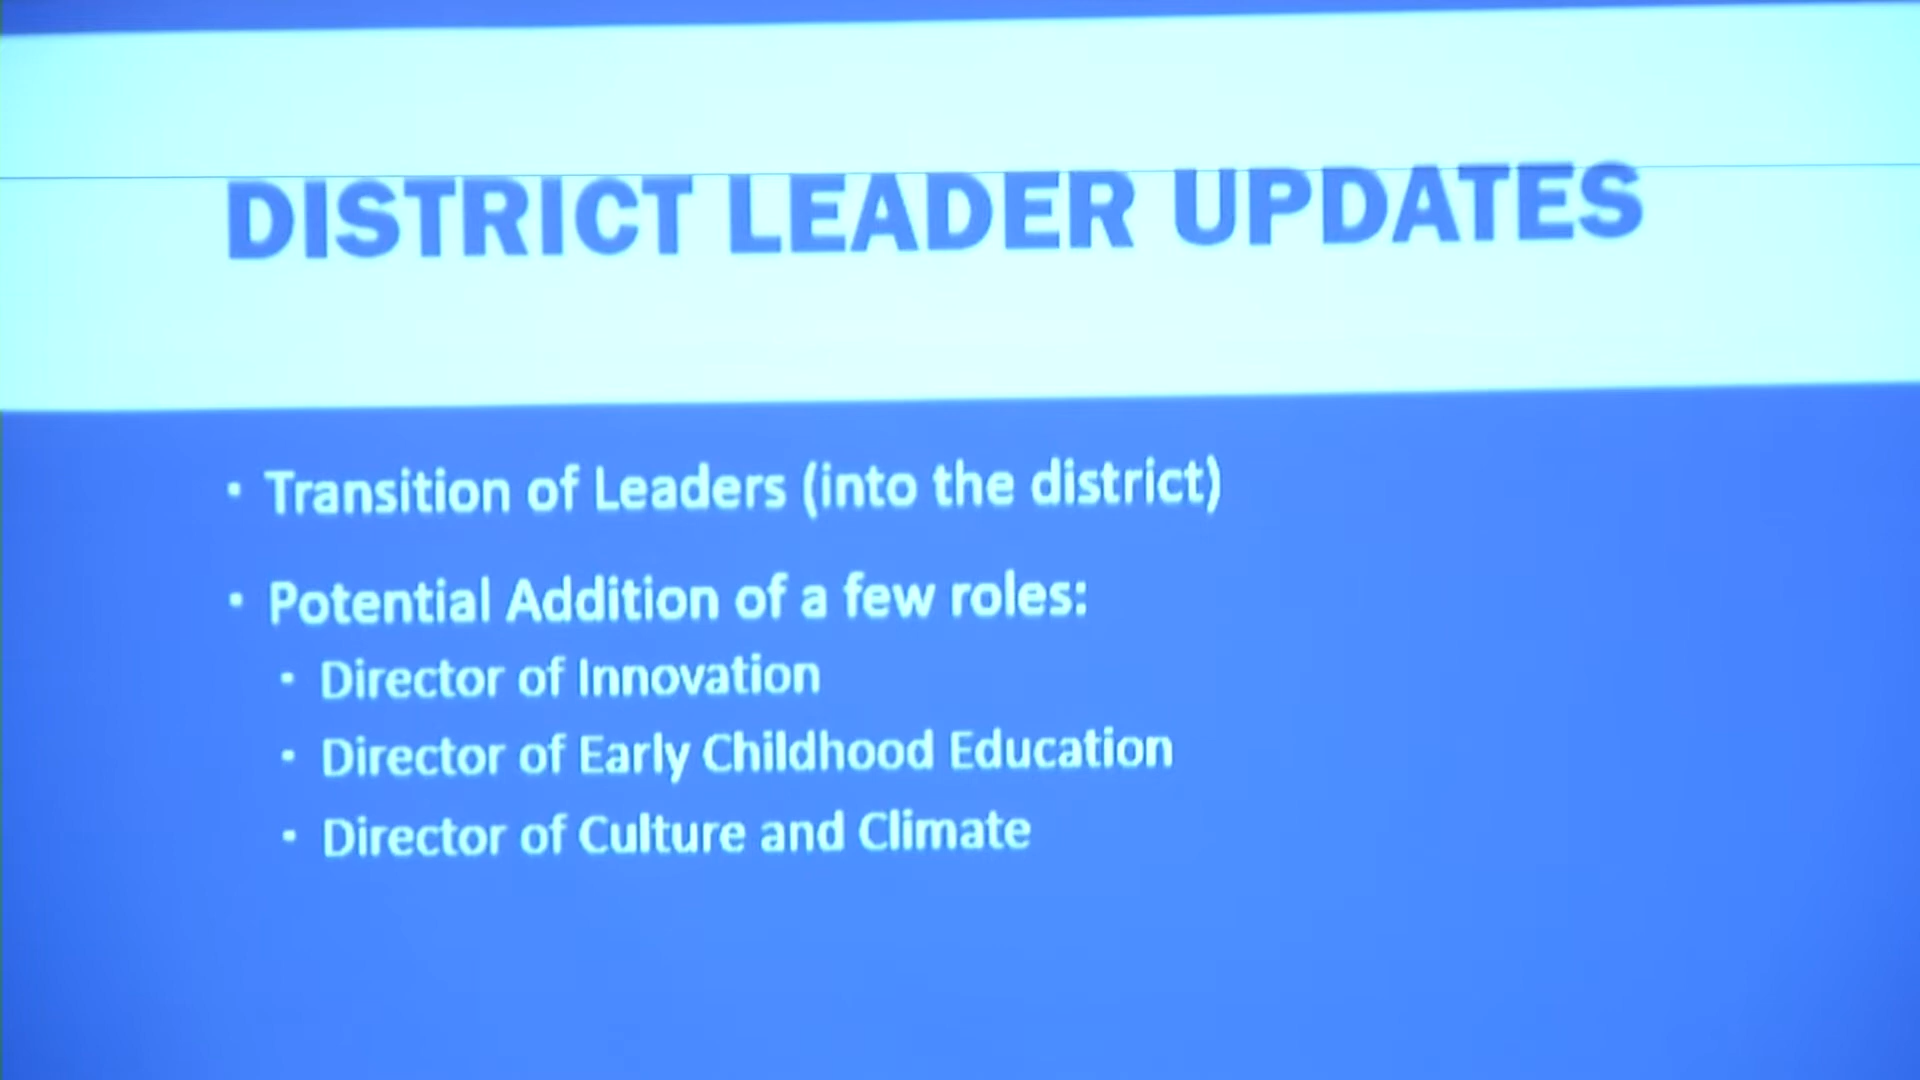 DISTRICT LEADER UPDATES
• Transition of Leaders (into the district)
• Potential Addition of a few roles:
• Director of Innovation
• Director of Early Childhood Education
• Director of Culture and Climate